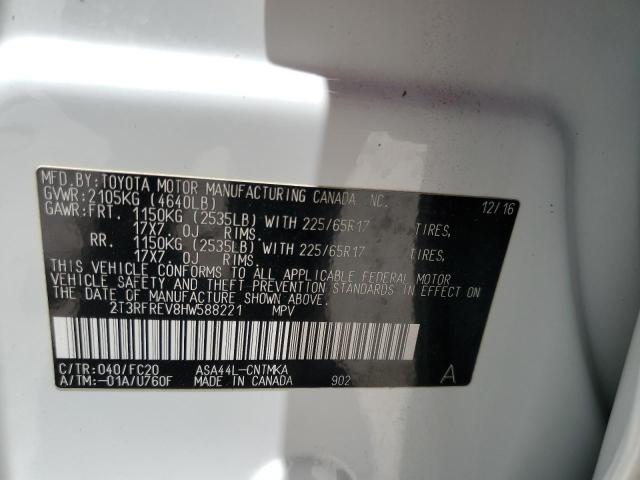 MFD. BY: TOYOTA MOTOR MANUFACTURING CANADA INC. 12/16
GVWR: 2105KG (4640LB)
GAWR: FRT. 1150KG (2535LB) WITH 225/65R17 TIRES,
17X7. 0J RIMS.
RR. 1150KG (2535LB) WITH 225/65R17 TIRES,
17X7. 0J RIMS.
THIS VEHICLE CONFORMS TO ALL APPLICABLE FEDERAL MOTOR
VEHICLE SAFETY AND THEFT PREVENTION STANDARDS IN EFFECT
ON THE DATE OF MANUFACTURE SHOWN ABOVE.
2T3RFREV8HW588221 MPV
C/TR: 040/FC20 ASA44L-CNTMKA
A/TM: -01A/U760F MADE IN CANADA 902 A